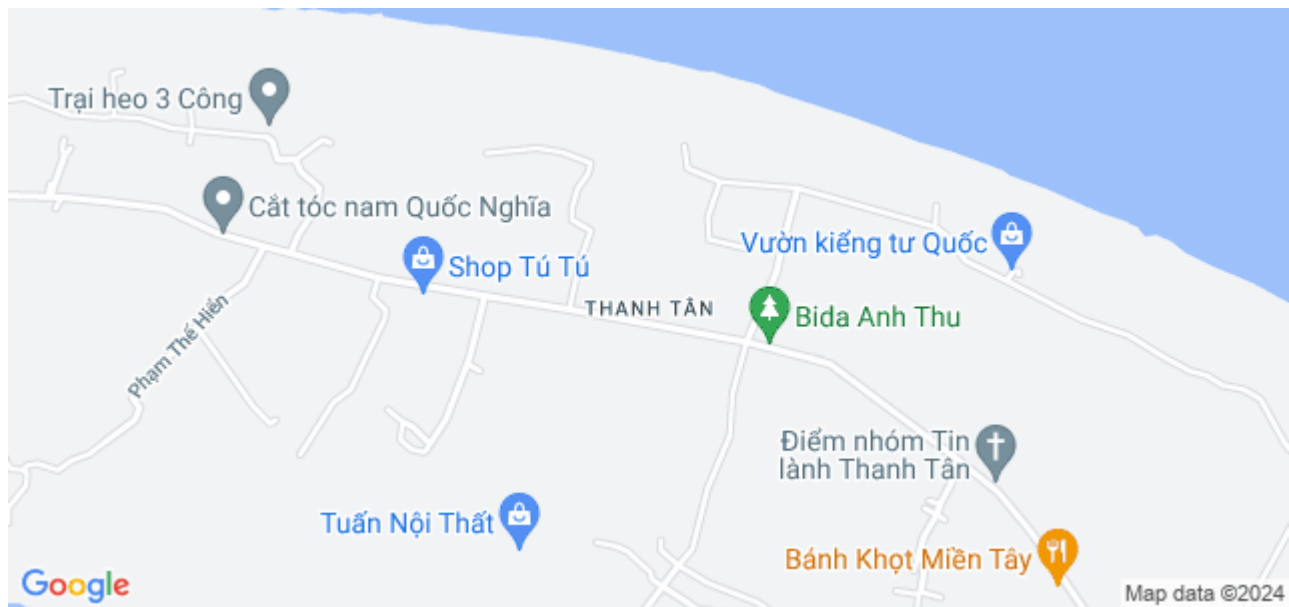 Trại heo 3 Công
Cắt tóc nam Quốc Nghĩa
Vườn kiểng tư Quốc
Shop Tú Tú
THANH TÂN
Bida Anh Thu
Phạm Thế Hiển
Điểm nhóm Tin
lành Thanh Tân
Tuấn Nội Thất
Bánh Khọt Miền Tây
Google
Map data ©2024